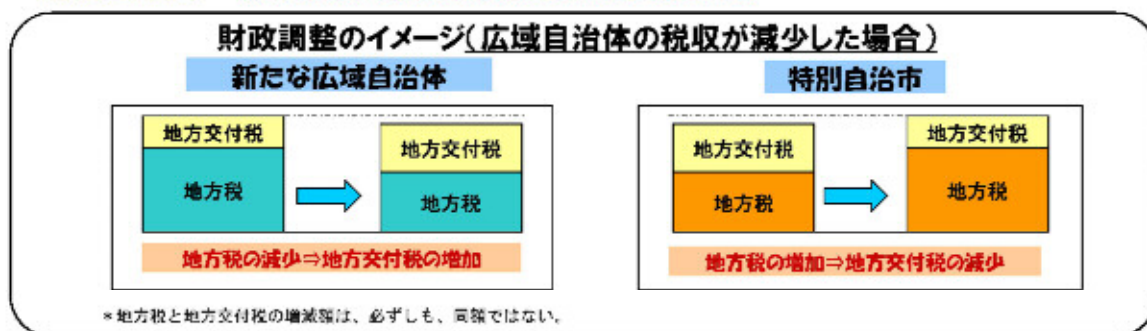 財政調整のイメージ(広域自治体の税収が減少した場合)
新たな広域自治体
特別自治市
地方交付税
地方税
地方交付税
地方税
地方税の減少⇒地方交付税の増加
地方交付税
地方税
地方交付税
地方税
地方税の増加⇒地方交付税の減少
*地方税と地方交付税の増減額は、必ずしも、同額ではない。